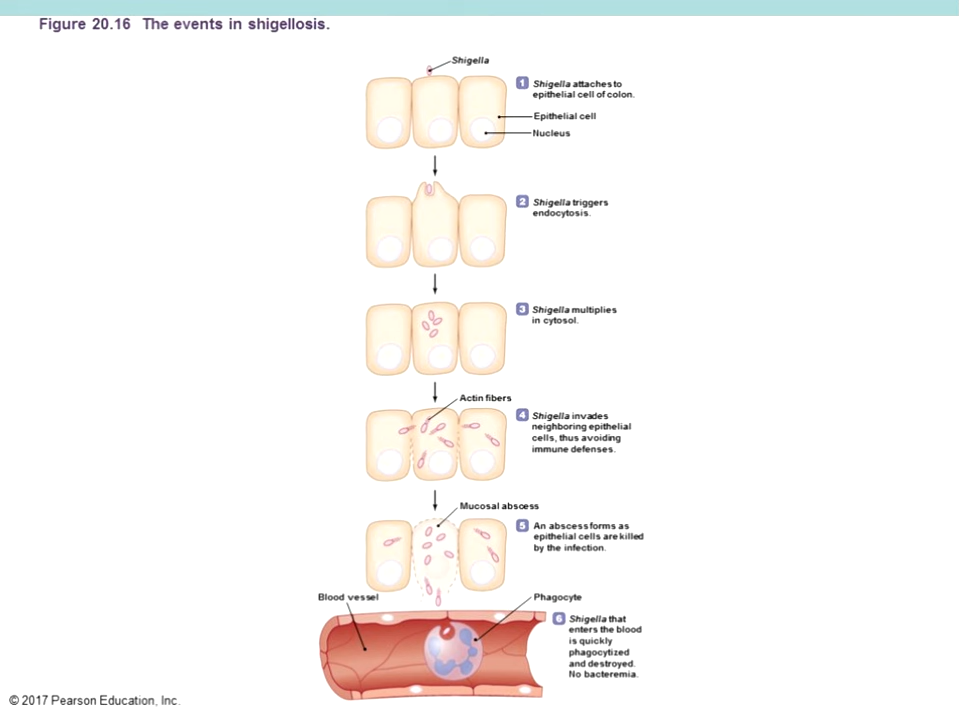 Figure 20.16 The events in shigellosis.
Shigella
1 Shigella attaches to
epithelial cell of colon.
Epithelial cell
Nucleus
2 Shigella triggers
endocytosis.
3 Shigella multiplies
in cytosol.
Actin fibers
4 Shigella invades
neighboring epithelial
cells, thus avoiding
immune defenses.
Mucosal abscess
5 An abscess forms as
epithelial cells are killed
by the infection.
Blood vessel
Phagocyte
6 Shigella that
enters the blood
is quickly
phagocytized
and destroyed.
No bacteremia.
© 2017 Pearson Education, Inc.